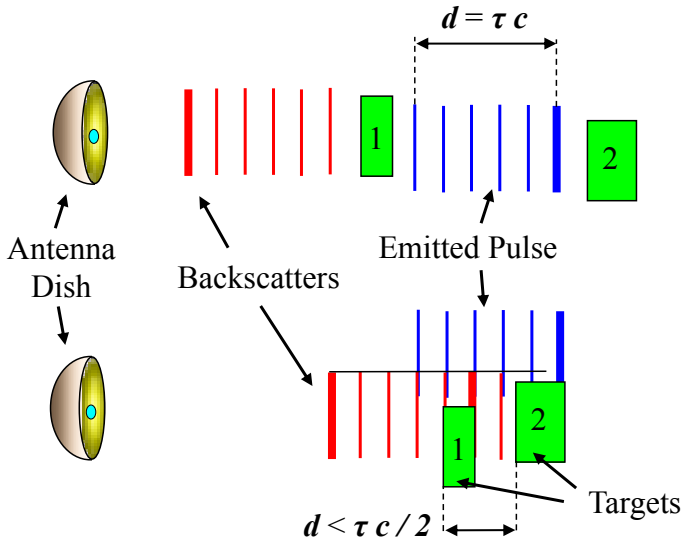 d = τ c
1
2
Antenna
Dish
Backscatters
Emitted Pulse
1
2
Targets
d < τ c / 2